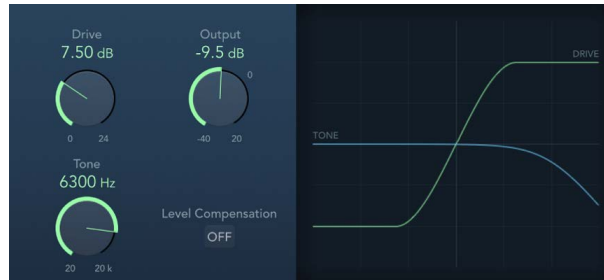 Drive
7.50 dB
0 24
Output
-9.5 dB
0
-40 20
Tone
6300 Hz
20 20 k
Level Compensation
OFF
DRIVE
TONE